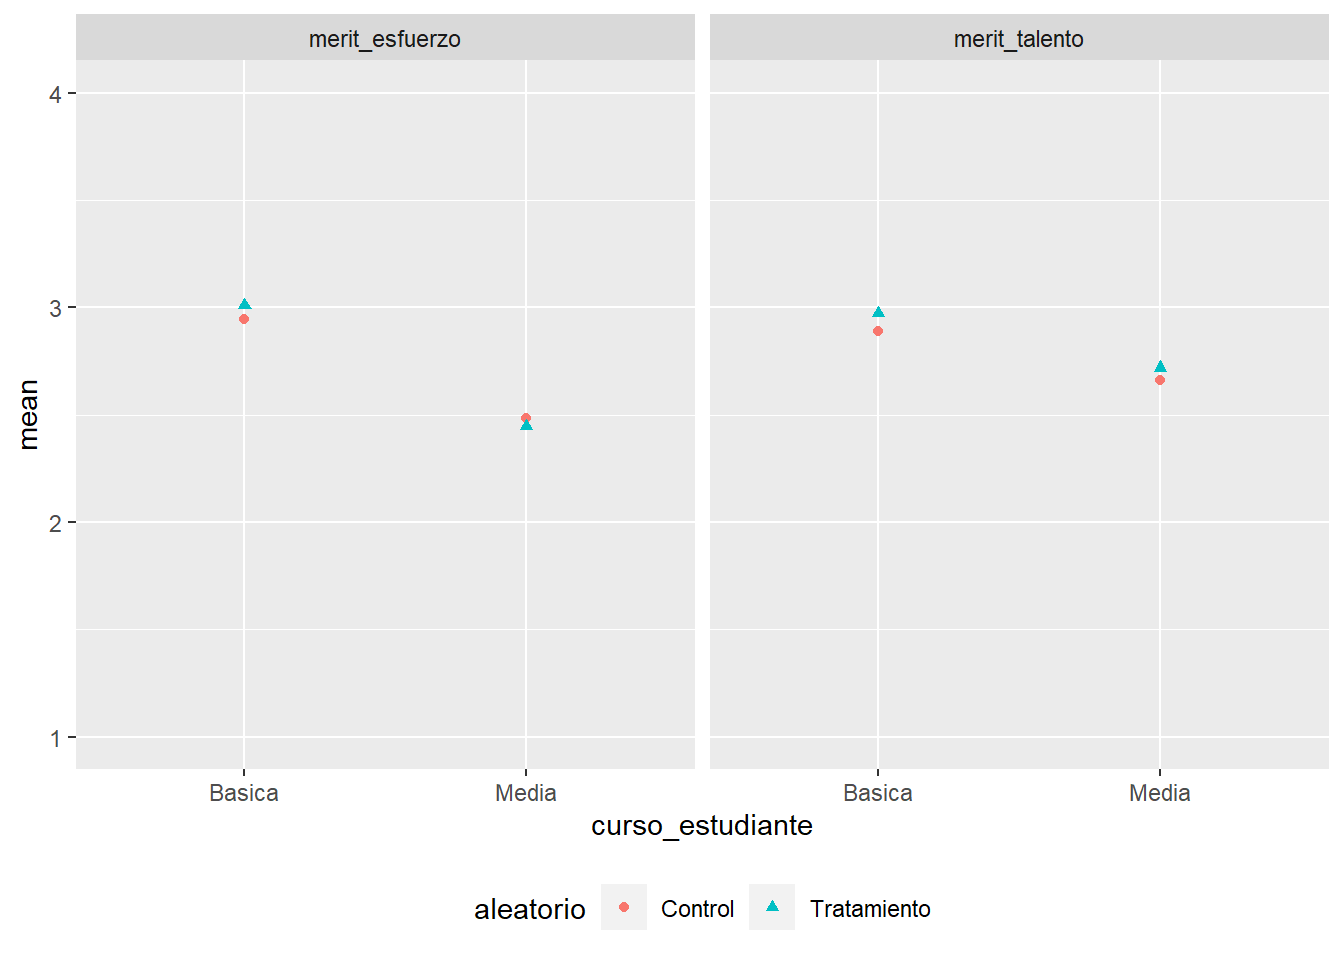 merit_esfuerzo merit_talento
4
3
2
1
mean
Basica Media Basica Media
curso_estudiante
aleatorio Control Tratamiento